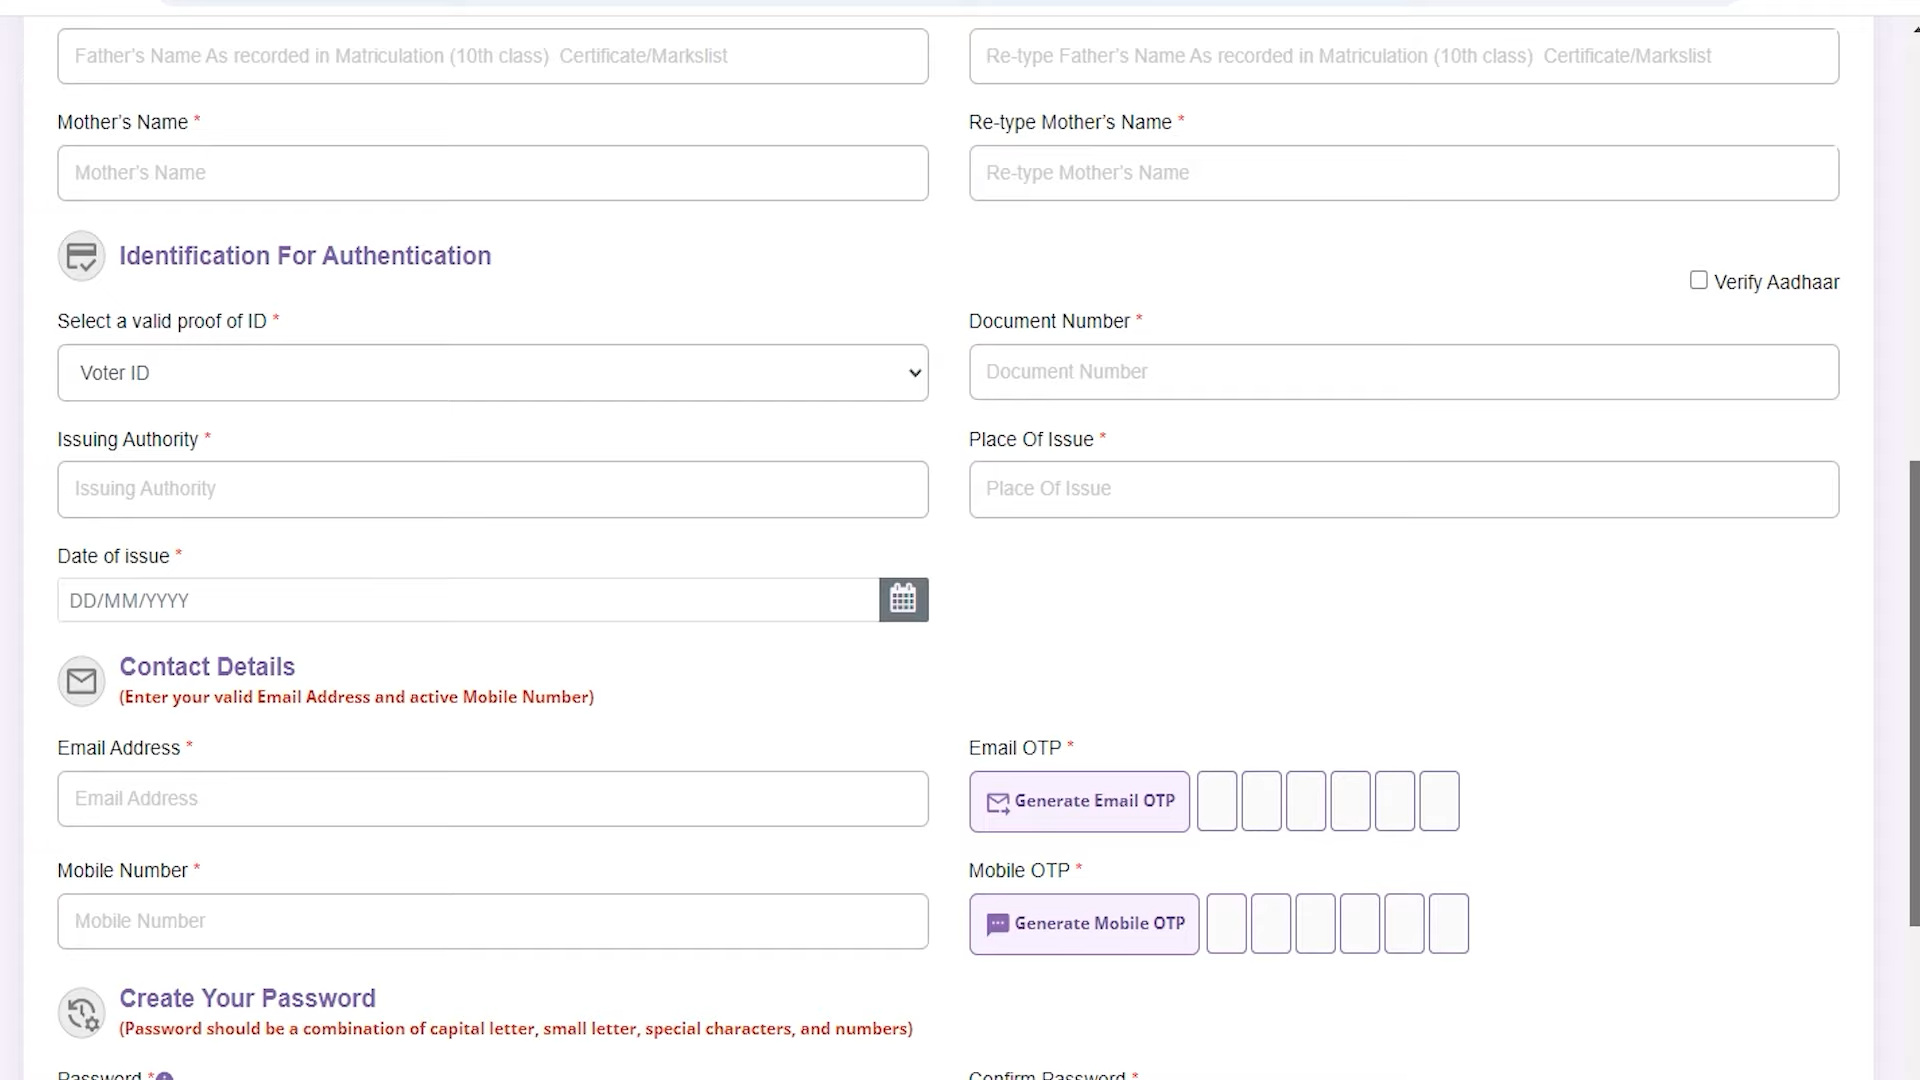 Father's Name As recorded in Matriculation (10th class)  Certificate/Markslist
Re-type Father's Name As recorded in Matriculation (10th class)  Certificate/Markslist
Mother's Name *
Re-type Mother's Name *
Mother's Name
Re-type Mother's Name
Identification For Authentication
Verify Aadhaar
Select a valid proof of ID *
Document Number *
Voter ID
Document Number
Issuing Authority *
Place Of Issue *
Issuing Authority
Place Of Issue
Date of issue *
DD/MM/YYYY
Contact Details
(Enter your valid Email Address and active Mobile Number)
Email Address *
Email OTP *
Email Address
Generate Email OTP
Mobile Number *
Mobile OTP *
Mobile Number
Generate Mobile OTP
Create Your Password
(Password should be a combination of capital letter, small letter, special characters, and numbers)
Password *
Confirm Password *